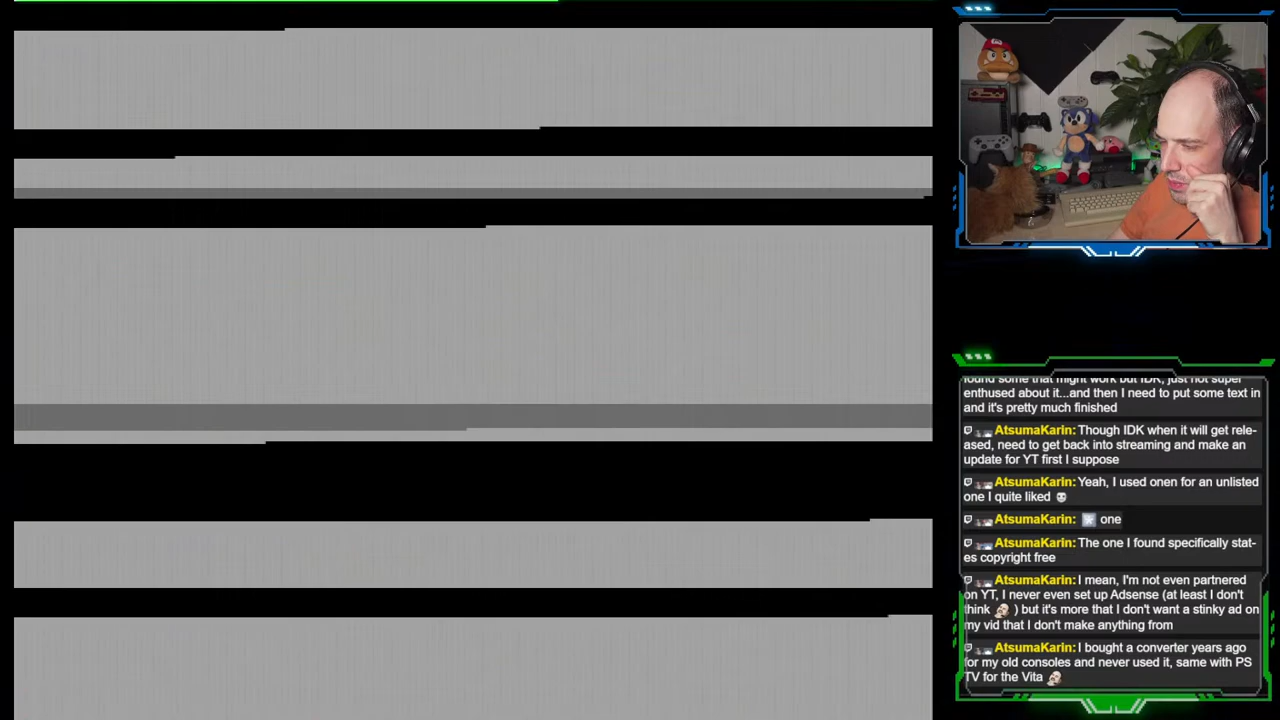 found some that might work but IDK, just not super
enthused about it...and then I need to put some text in
and it's pretty much finished
AtsumaKarin: Though IDK when it will get rele-
ased, need to get back into streaming and make an
update for YT first I suppose
AtsumaKarin: Yeah, I used onen for an unlisted
one I quite liked
AtsumaKarin: one
AtsumaKarin: The one I found specifically stat-
es copyright free
AtsumaKarin: I mean, I'm not even partnered
on YT, I never even set up Adsense (at least I don't
think ) but it's more that I don't want a stinky ad on
my vid that I don't make anything from
AtsumaKarin: I bought a converter years ago
for my old consoles and never used it, same with PS
TV for the Vita